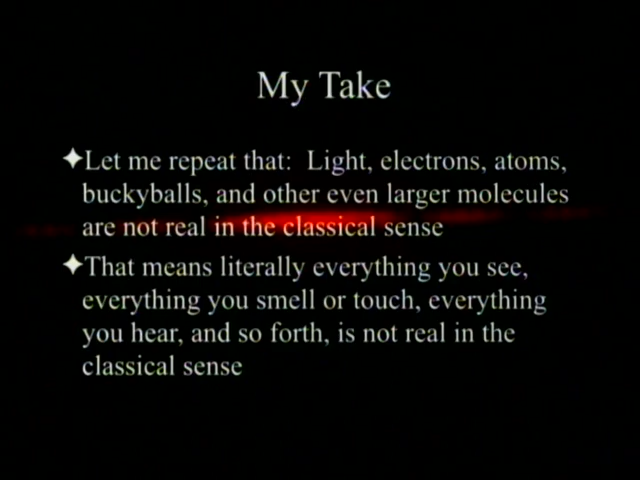 My Take
✦Let me repeat that:  Light, electrons, atoms,
buckyballs, and other even larger molecules
are not real in the classical sense
✦That means literally everything you see,
everything you smell or touch, everything
you hear, and so forth, is not real in the
classical sense